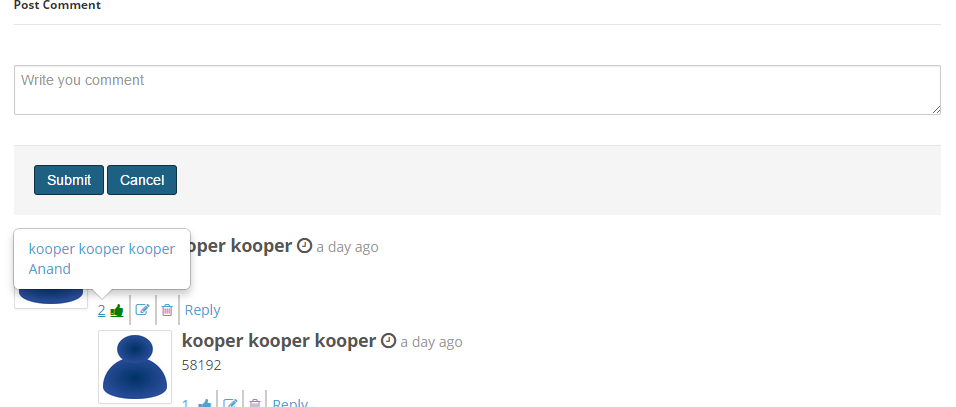 Post Comment
Write you comment
Submit Cancel
kooper kooper kooper
Anand
oper kooper a day ago
2 Reply
kooper kooper kooper a day ago
58192
1 Reply